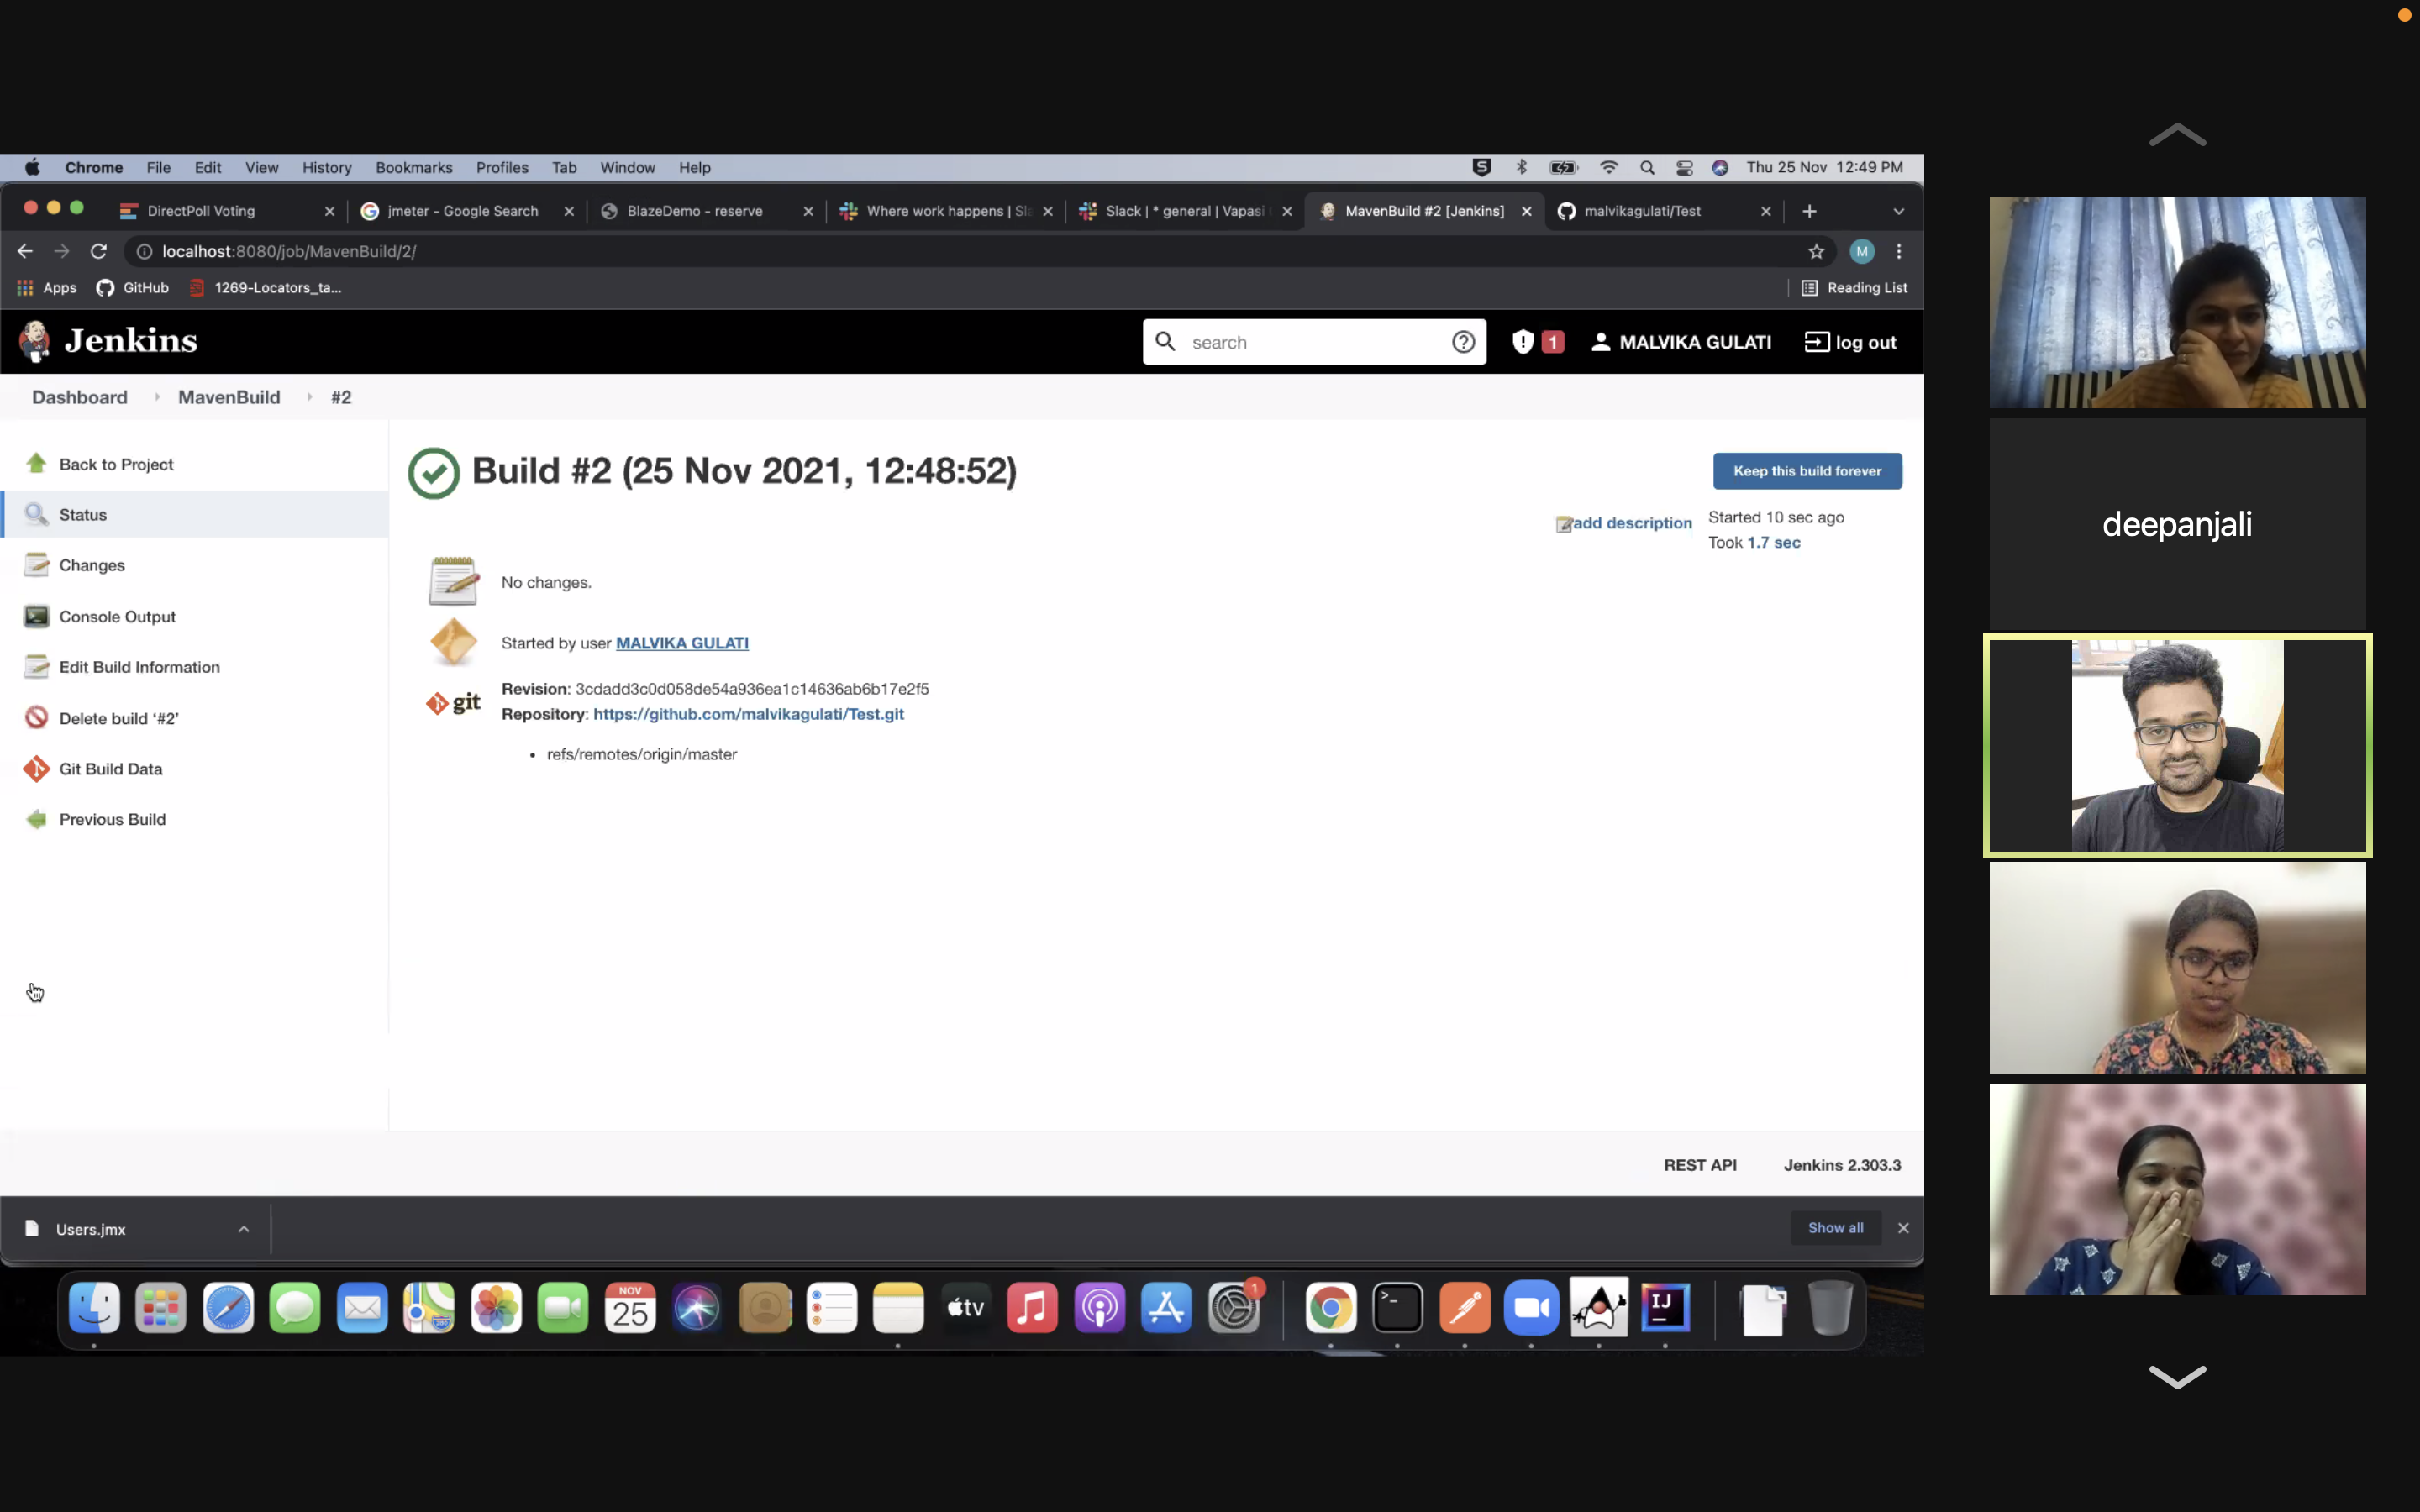 Chrome File Edit View History Bookmarks Profiles Tab Window Help Thu 25 Nov 12:49 PM
DirectPoll Voting jmeter - Google Search BlazeDemo - reserve Where work happens | Sla Slack | * general | Vapasi MavenBuild #2 [Jenkins] malvikagulati/Test
localhost:8080/job/MavenBuild/2/ M
Apps GitHub 1269-Locators_ta... Reading List
Jenkins search 1 MALVIKA GULATI log out
Dashboard MavenBuild #2
Back to Project
Status
Changes
Console Output
Edit Build Information
Delete build ‘#2’
Git Build Data
Previous Build
Build #2 (25 Nov 2021, 12:48:52)
Keep this build forever
add description
Started 10 sec ago
Took 1.7 sec
No changes.
Started by user MALVIKA GULATI
git
Revision: 3cdadd3c0d058de54a936ea1c14636ab6b17e2f5
Repository: https://github.com/malvikagulati/Test.git
refs/remotes/origin/master
REST API Jenkins 2.303.3
Users.jmx Show all
NOV
25
tv
1
IJ
deepanjali